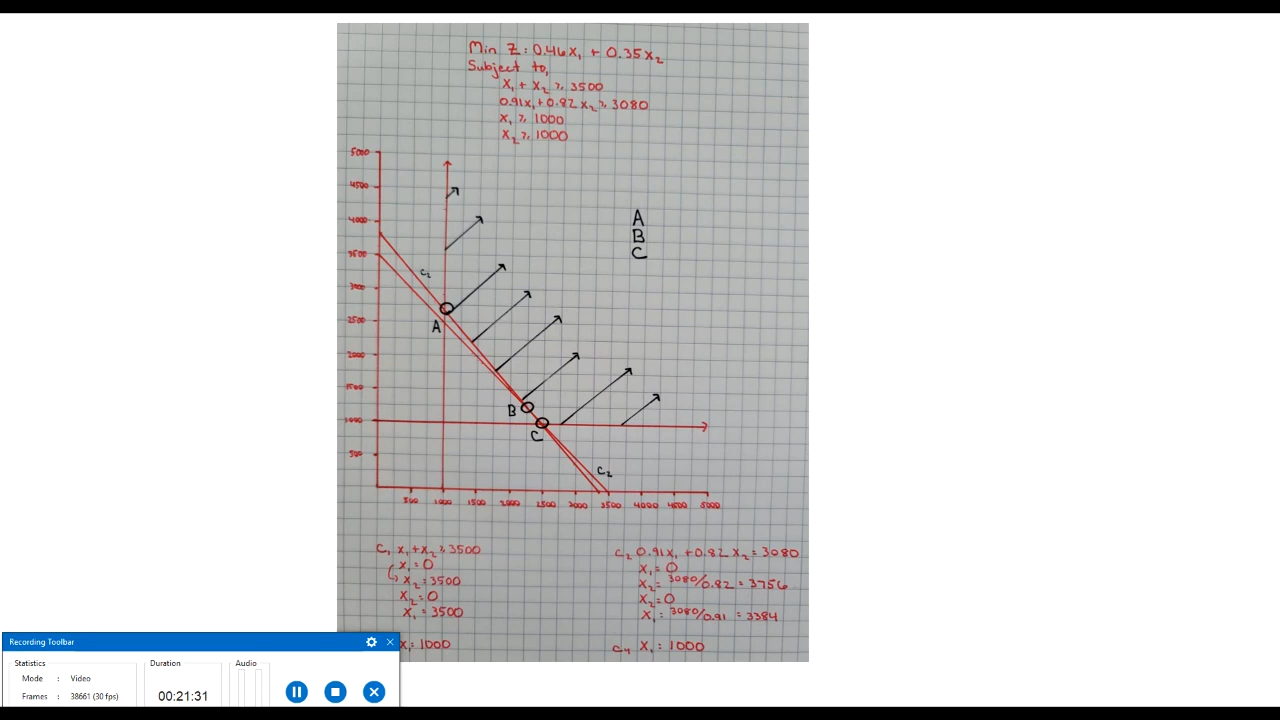 Min Z: 0.46x₁ + 0.35x₂
Subject to,
x₁ + x₂ ≥ 3500
0.91x₁ + 0.82x₂ ≥ 3080
x₁ ≥ 1000
x₂ ≥ 1000
5000
4500
4000
3500
3000
2500
2000
1500
1000
500
C₂
A
B
C
A
B
C
C₂
500 1000 1500 2000 2500 3000 3500 4000 4500 5000
C₁ x₁ + x₂ ≥ 3500
x₁ = 0
x₂ = 3500
x₂ = 0
x₁ = 3500
x₁ = 1000
C₂ 0.91x₁ + 0.82x₂ = 3080
x₁ = 0
x₂ = 3080/0.82 = 3756
x₂ = 0
x₁ = 3080/0.91 = 3384
C₄ x₁ = 1000
Recording Toolbar
Statistics
Mode : Video
Frames : 38661 (30 fps)
Duration
00:21:31
Audio